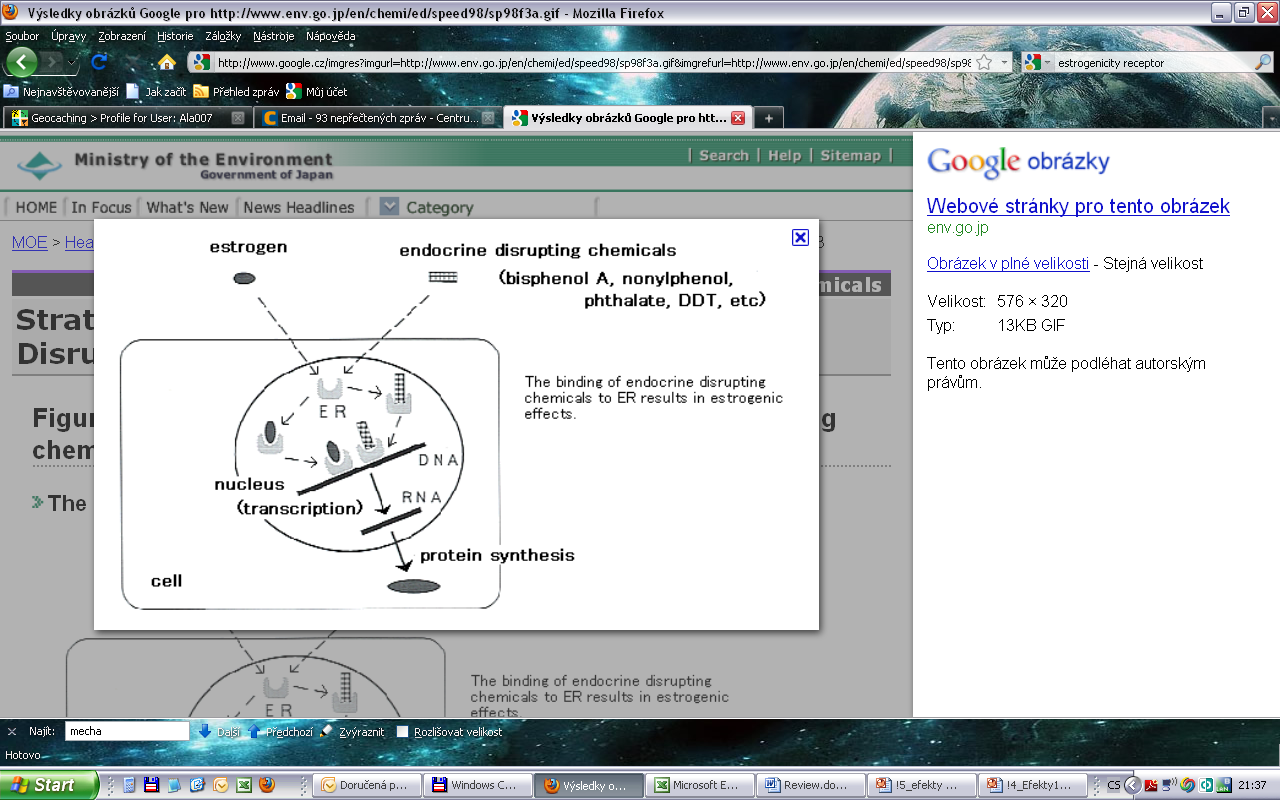 Výsledky obrázků Google pro http://www.env.go.jp/en/chemi/ed/speed98/sp98f3a.gif - Mozilla Firefox
Soubor Úpravy Zobrazení Historie Záložky Nástroje Nápověda
http://www.google.cz/imgres?imgurl=http://www.env.go.jp/en/chemi/ed/speed98/sp98f3a.gif&imgrefurl=http://www.env.go.jp/en/chemi/ed/speed98/sp98 estrogenicity receptor
Nejnavštěvovanější Jak začít Přehled zpráv Můj účet
Geocaching > Profile for User: Ala007 Email - 93 nepřečtených zpráv - Centru... Výsledky obrázků Google pro htt...
Ministry of the Environment
Government of Japan
| Search | Help | Sitemap |
HOME In Focus What's New News Headlines Category
MOE > Hea
micals
Strat
Disru
Figur
chem
g
The
estrogen
endocrine disrupting chemicals
(bisphenol A, nonylphenol,
phthalate, DDT, etc)
ER
The binding of endocrine disrupting
chemicals to ER results in estrogenic
effects.
DNA
nucleus
RNA
(transcription)
protein synthesis
cell
The binding of endocrine disrupting
chemicals to ER results in estrogenic
effects.
ER
Google obrázky
Webové stránky pro tento obrázek
env.go.jp
Obrázek v plné velikosti - Stejná velikost
Velikost: 576 × 320
Typ: 13KB GIF
Tento obrázek může podléhat autorským
právům.
Najít: mecha Další Předchozí Zvýraznit Rozlišovat velikost
Hotovo
Start Doručená p... Windows C... Výsledky o... Microsoft E... Review.do... !5_efekty ... !4_Efekty1... CS 21:37